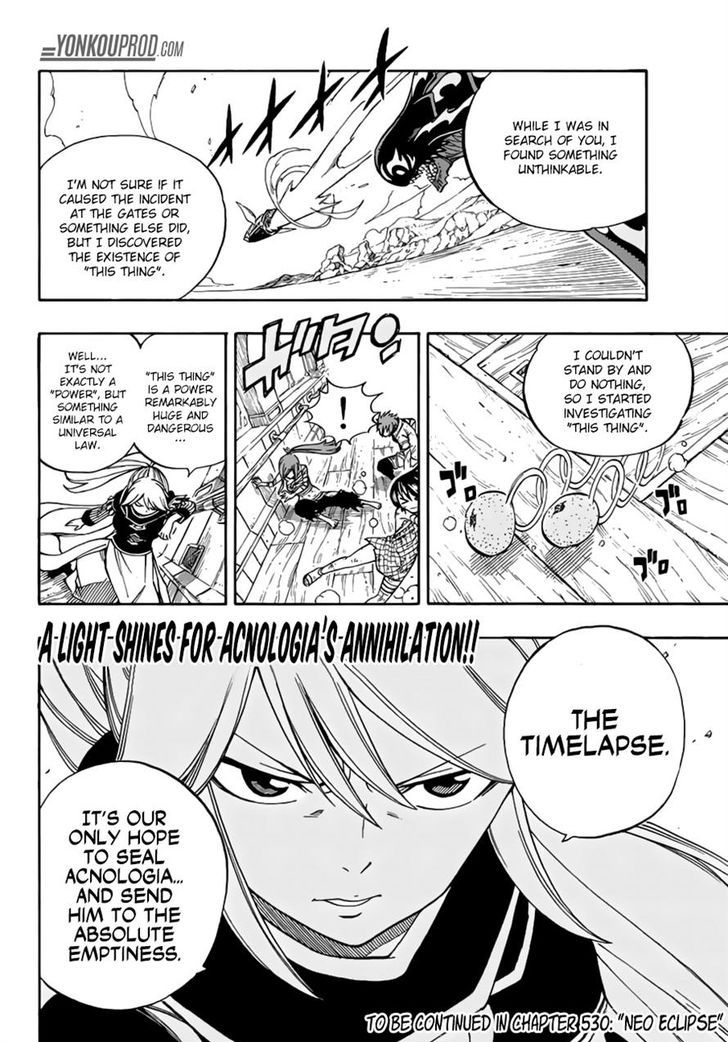 =YONKOUPROD.COM
WHILE I WAS IN
SEARCH OF YOU, I
FOUND SOMETHING
UNTHINKABLE.
I'M NOT SURE IF IT
CAUSED THE INCIDENT
AT THE GATES OR
SOMETHING ELSE DID,
BUT I DISCOVERED
THE EXISTENCE OF
"THIS THING".
I COULDN'T
STAND BY AND
DO NOTHING,
SO I STARTED
INVESTIGATING
"THIS THING".
ゴロ
ゴロ
!
"THIS THING"
IS A POWER
REMARKABLY
HUGE AND
DANGEROUS
...
WELL...
IT'S NOT
EXACTLY A
"POWER", BUT
SOMETHING
SIMILAR TO A
UNIVERSAL
LAW.
A LIGHT SHINES FOR ACNOLOGIA'S ANNIHILATION!!
THE
TIMELAPSE.
IT'S OUR
ONLY HOPE
TO SEAL
ACNOLOGIA...
AND SEND
HIM TO THE
ABSOLUTE
EMPTINESS.
TO BE CONTINUED IN CHAPTER 530: "NEO ECLIPSE"